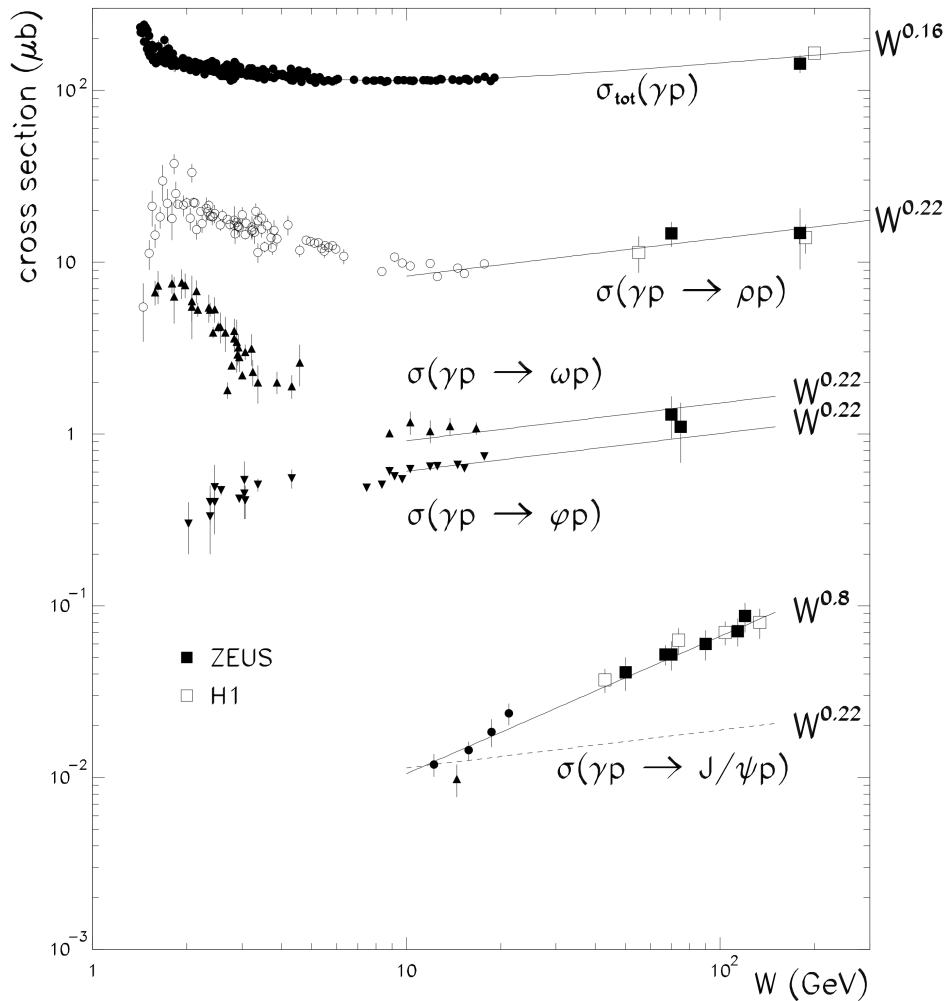 cross section (μb)
W^0.16
10²
σ_tot(γp)
W^0.22
10
σ(γp → ρp)
σ(γp → ωp)
W^0.22
W^0.22
1
σ(γp → φp)
10⁻¹
W^0.8
ZEUS
H1
W^0.22
10⁻²
σ(γp → J/ψp)
10⁻³
1
10
10²
W (GeV)